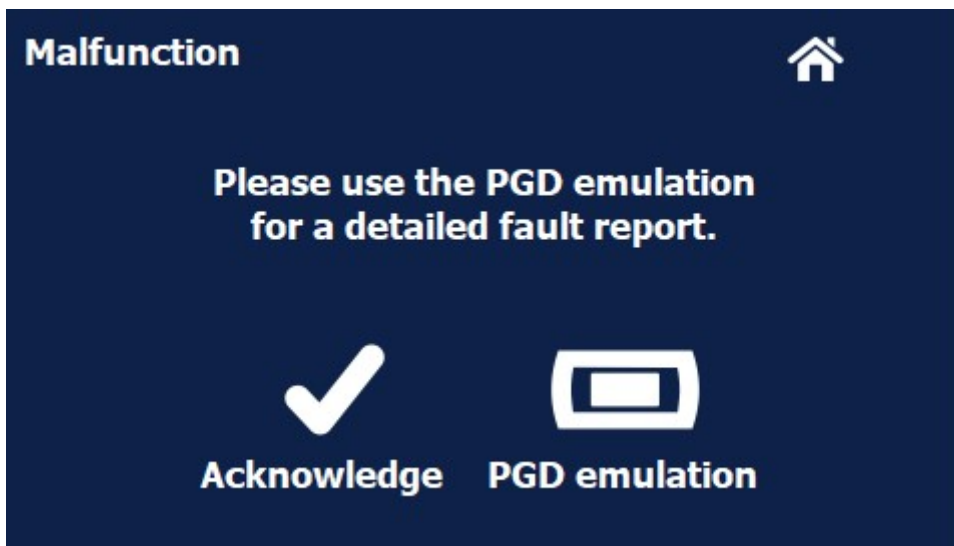 Malfunction
Please use the PGD emulation
for a detailed fault report.
Acknowledge
PGD emulation